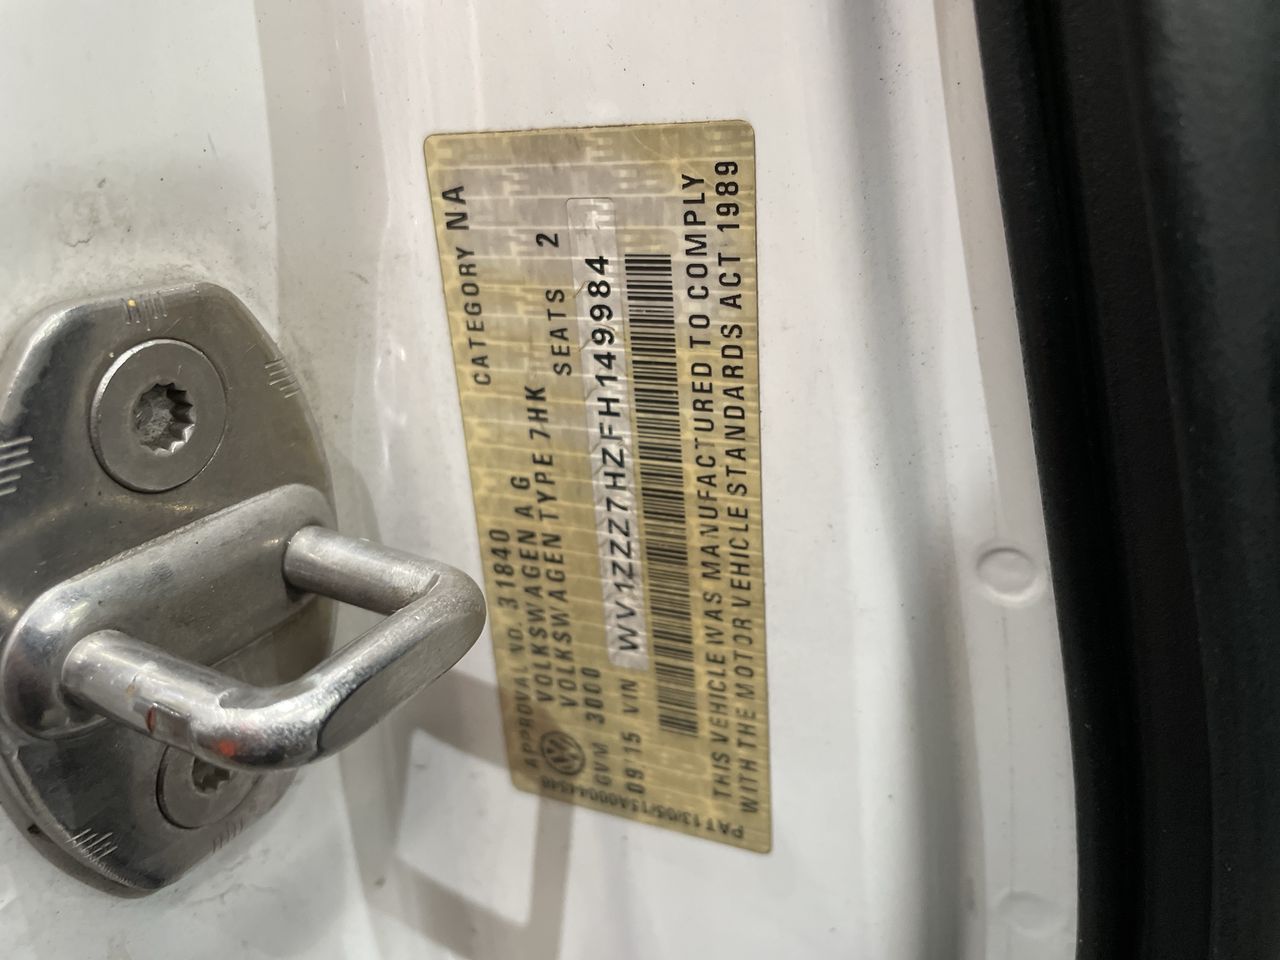 APPROVAL NO. 31840 CATEGORY NA
VOLKSWAGEN AG
VOLKSWAGEN TYPE 7HK
GVM 3000 SEATS 2
09 15 VIN WV1ZZZ7HZFH149984
THIS VEHICLE WAS MANUFACTURED TO COMPLY
WITH THE MOTOR VEHICLE STANDARDS ACT 1989